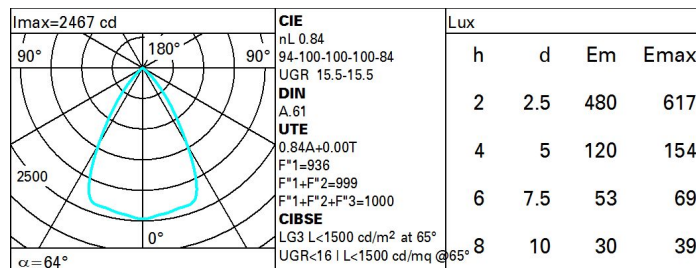 Imax=2467 cd
90° 180° 90°
2500
0°
α=64°
CIE
nL 0.84
94-100-100-100-84
UGR 15.5-15.5
DIN
A.61
UTE
0.84A+0.00T
F"1=936
F"1+F"2=999
F"1+F"2+F"3=1000
CIBSE
LG3 L<1500 cd/m² at 65°
UGR<16 | L<1500 cd/mq @65°
Lux
h d Em Emax
2 2.5 480 617
4 5 120 154
6 7.5 53 69
8 10 30 39